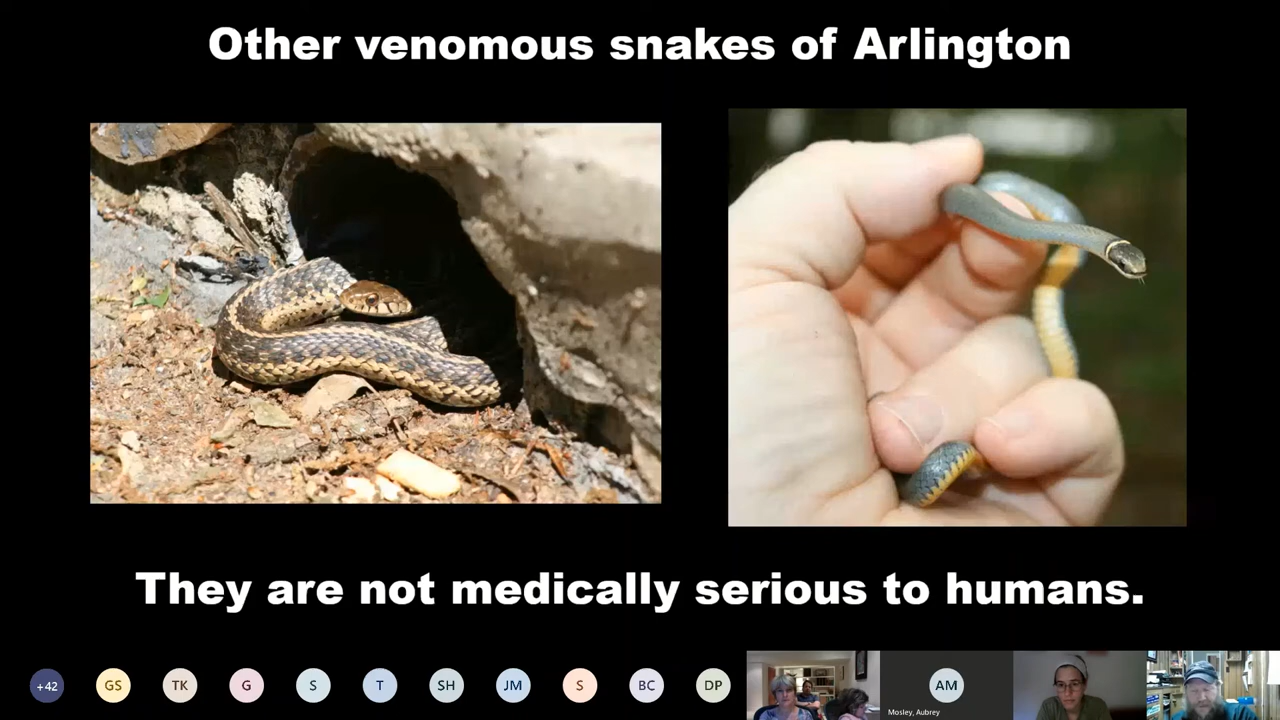 Other venomous snakes of Arlington
They are not medically serious to humans.
+42
GS
TK
G
S
T
SH
JM
S
BC
DP
AM
Mosley, Aubrey